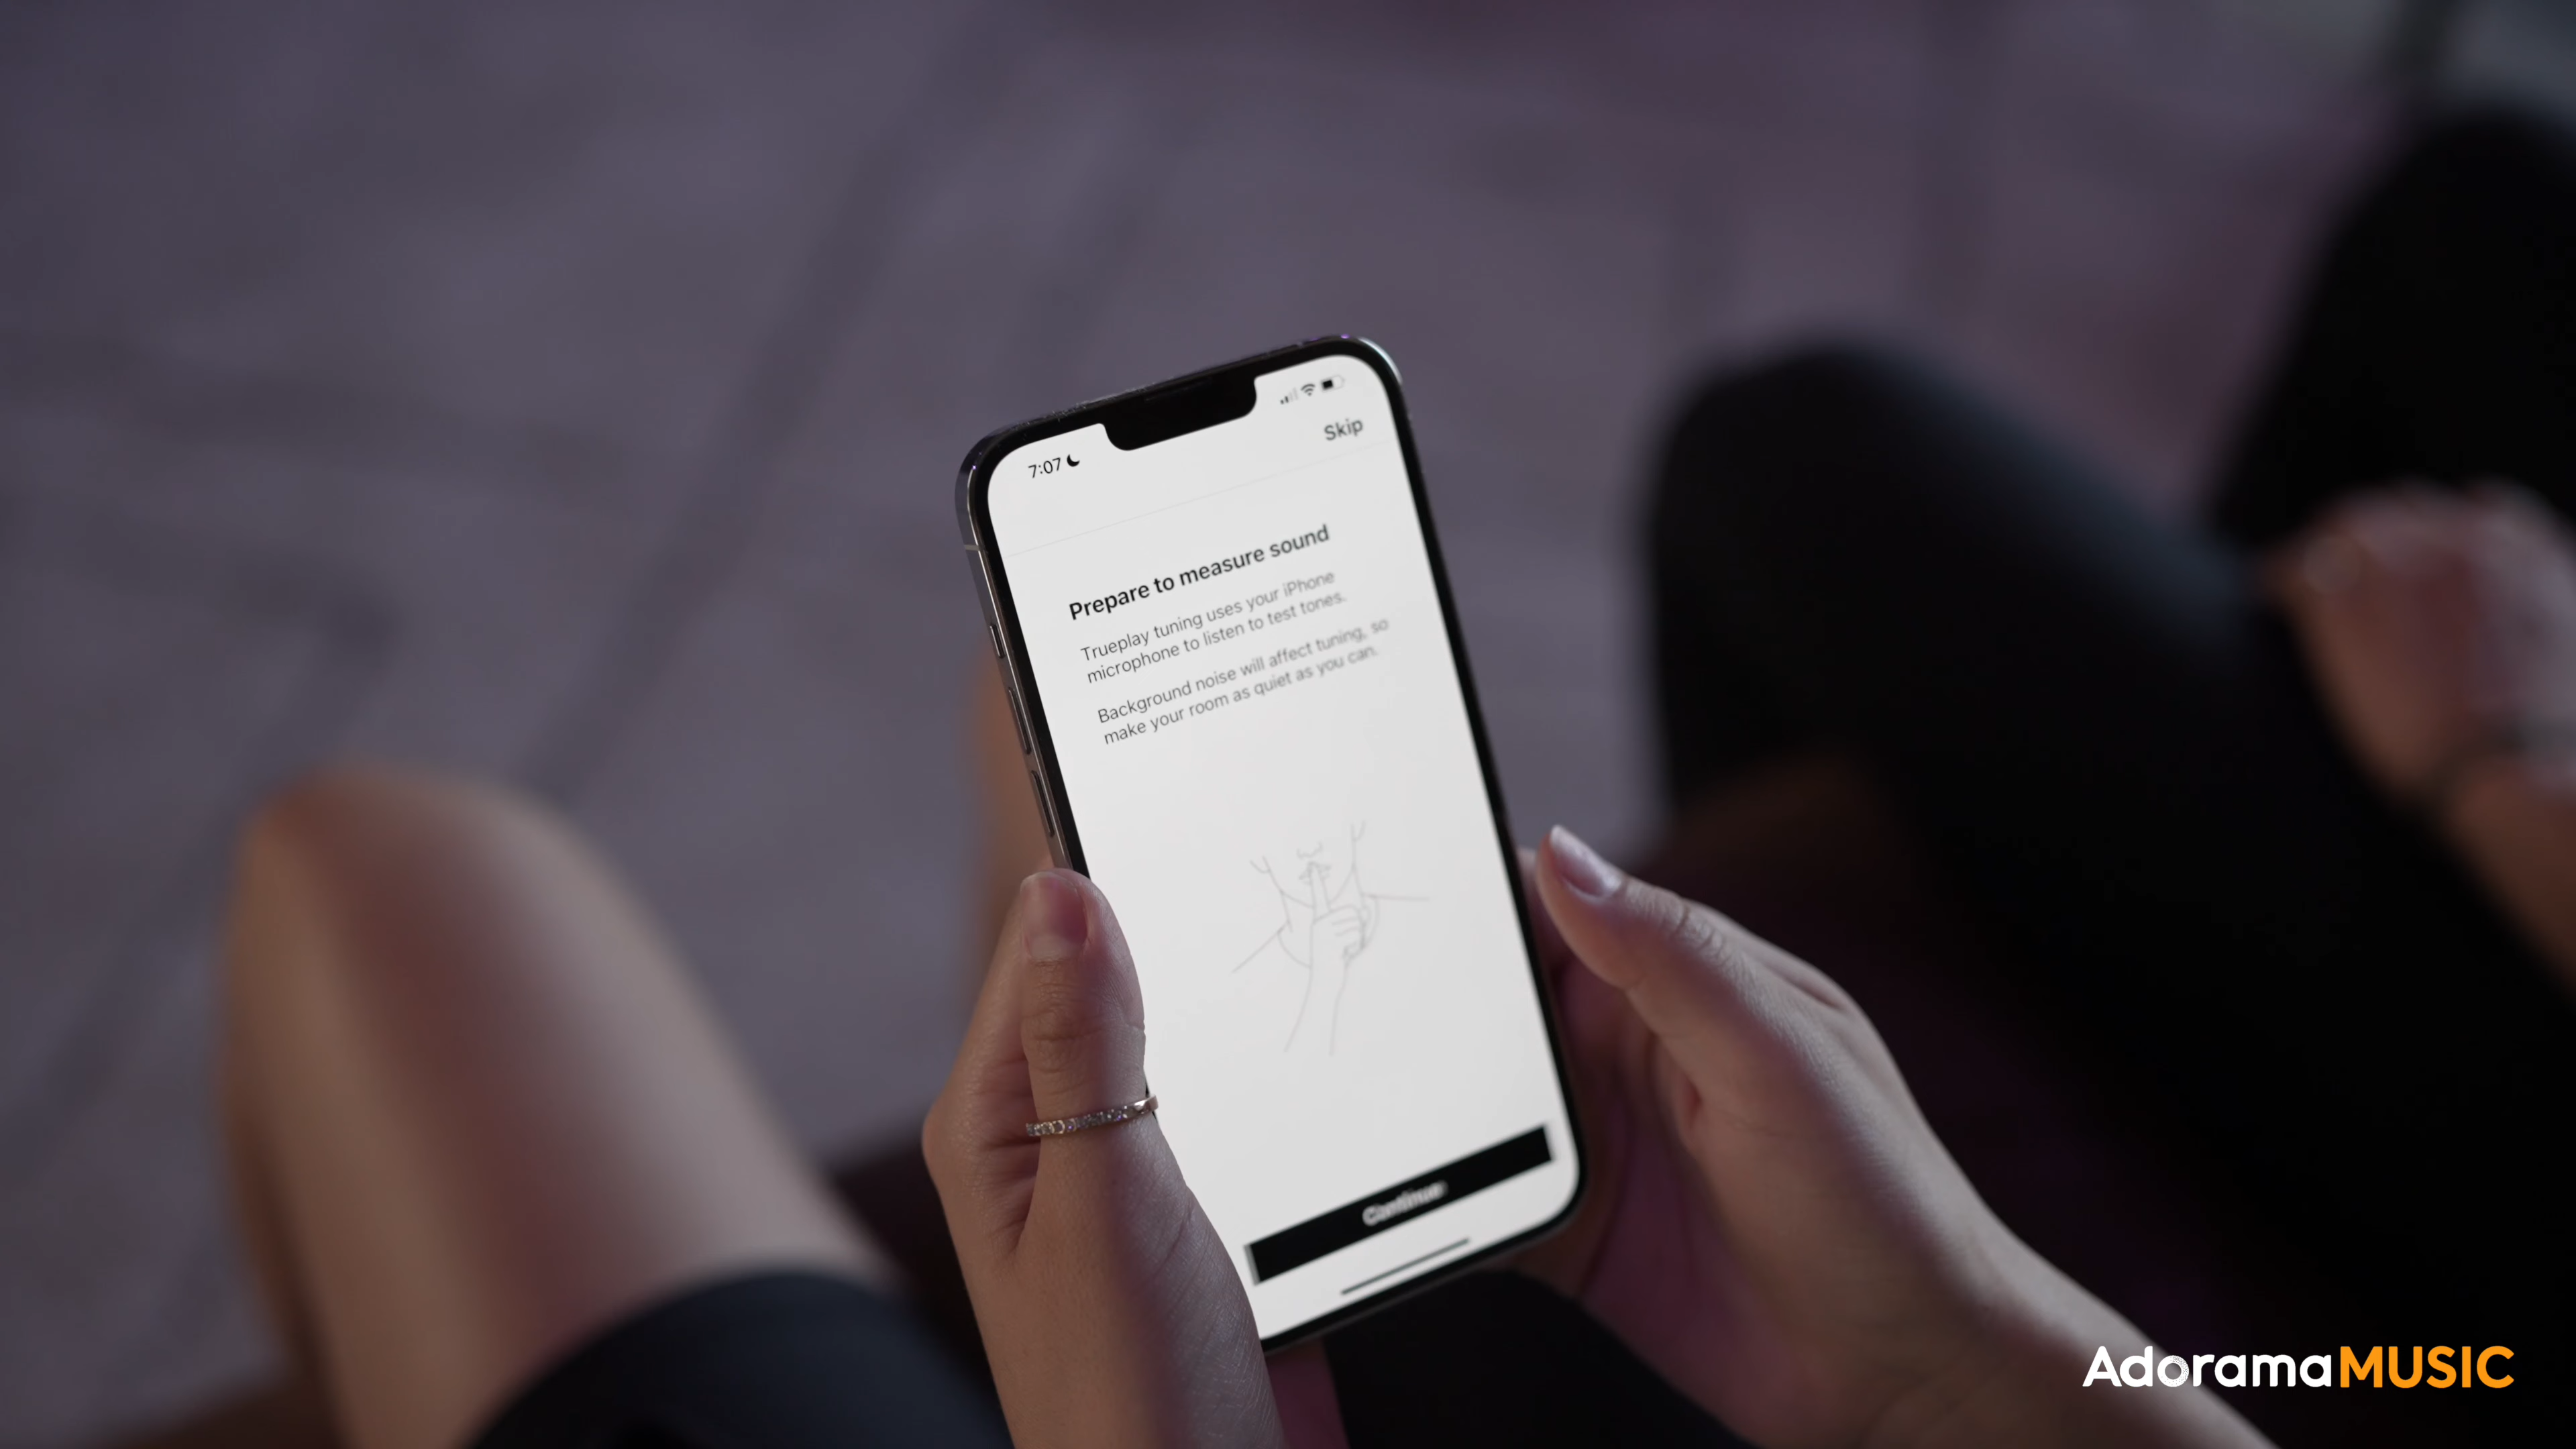 7:07
Skip
Prepare to measure sound
Trueplay tuning uses your iPhone
microphone to listen to test tones.
Background noise will affect tuning, so
make your room as quiet as you can.
Continue
AdoramaMUSIC